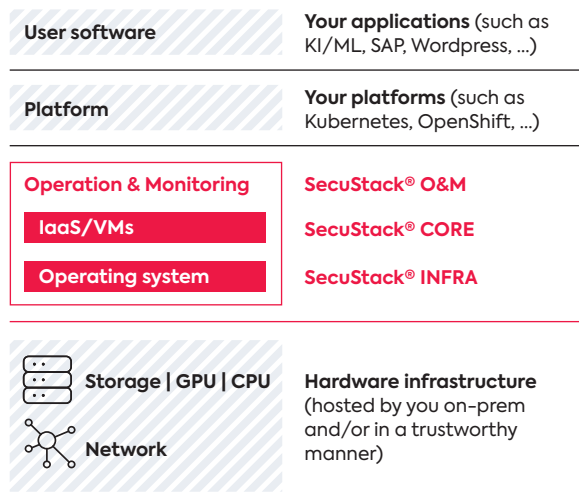 User software
Your applications (such as
KI/ML, SAP, Wordpress, ...)
Platform
Your platforms (such as
Kubernetes, OpenShift, ...)
Operation & Monitoring
SecuStack® O&M
IaaS/VMs
SecuStack® CORE
Operating system
SecuStack® INFRA
Storage | GPU | CPU
Network
Hardware infrastructure
(hosted by you on-prem
and/or in a trustworthy
manner)